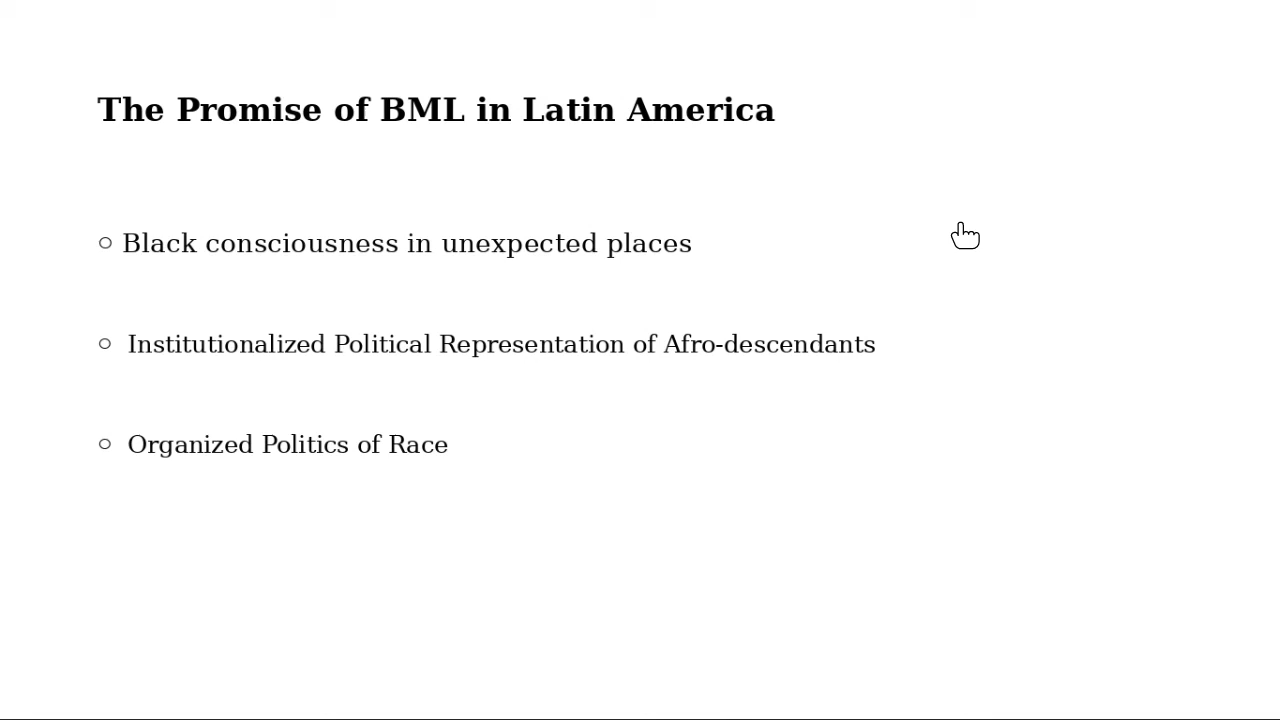 The Promise of BML in Latin America
○ Black consciousness in unexpected places
○ Institutionalized Political Representation of Afro-descendants
○ Organized Politics of Race